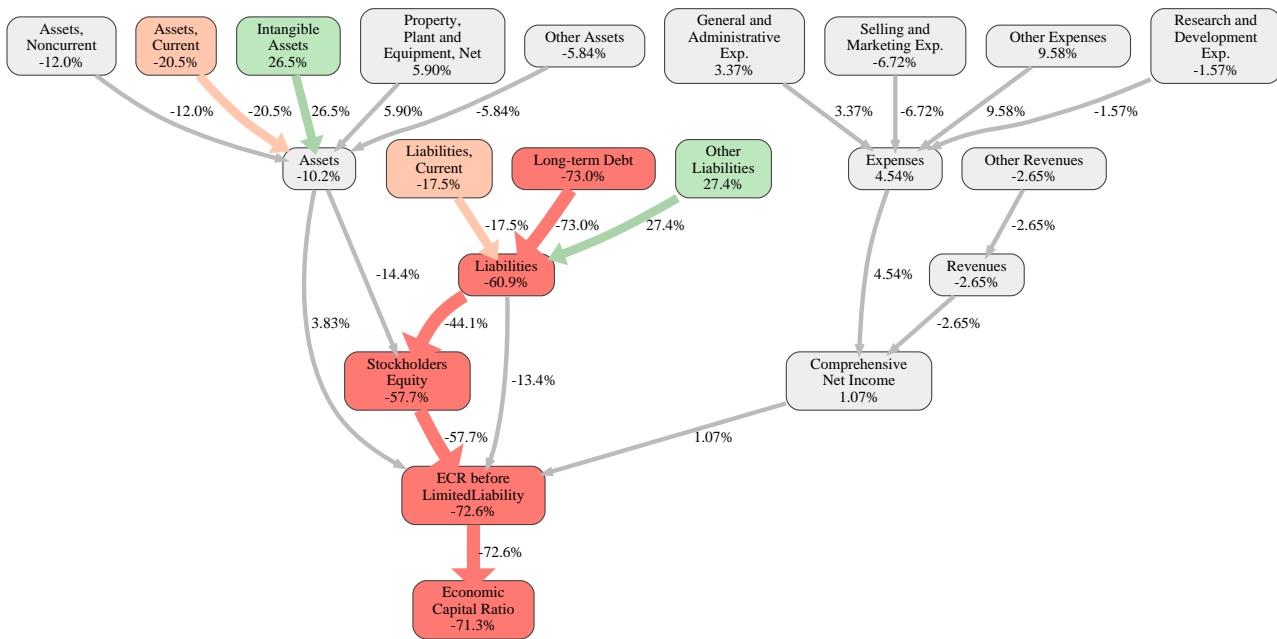 Assets,
Noncurrent
-12.0%
Assets,
Current
-20.5%
Intangible
Assets
26.5%
Property,
Plant and
Equipment, Net
5.90%
Other Assets
-5.84%
General and
Administrative
Exp.
3.37%
Selling and
Marketing Exp.
-6.72%
Other Expenses
9.58%
Research and
Development
Exp.
-1.57%
-12.0%
-20.5%
26.5%
5.90%
-5.84%
3.37%
-6.72%
9.58%
-1.57%
Assets
-10.2%
Liabilities,
Current
-17.5%
Long-term Debt
-73.0%
Other
Liabilities
27.4%
Expenses
4.54%
Other Revenues
-2.65%
-17.5%
-73.0%
27.4%
-2.65%
-14.4%
Liabilities
-60.9%
4.54%
Revenues
-2.65%
3.83%
-44.1%
-2.65%
Stockholders
Equity
-57.7%
-13.4%
Comprehensive
Net Income
1.07%
-57.7%
1.07%
ECR before
LimitedLiability
-72.6%
-72.6%
Economic
Capital Ratio
-71.3%